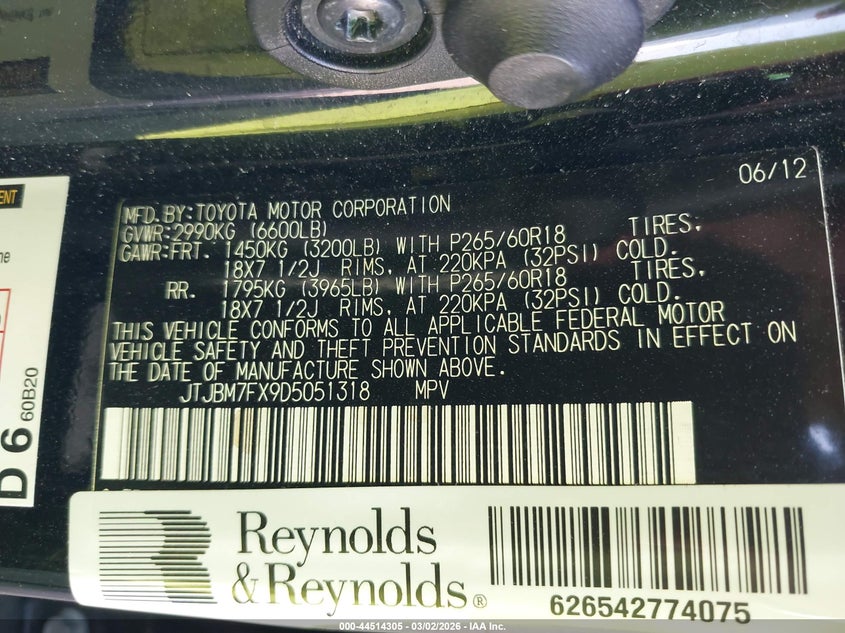 06/12
MFD.BY:TOYOTA MOTOR CORPORATION
GVWR:2990KG (6600LB)
GAWR:FRT. 1450KG (3200LB) WITH P265/60R18 TIRES,
18X7 1/2J RIMS, AT 220KPA (32PSI) COLD.
RR. 1795KG (3965LB) WITH P265/60R18 TIRES,
18X7 1/2J RIMS, AT 220KPA (32PSI) COLD.
THIS VEHICLE CONFORMS TO ALL APPLICABLE FEDERAL MOTOR
VEHICLE SAFETY AND THEFT PREVENTION STANDARDS IN EFFECT ON
THE DATE OF MANUFACTURE SHOWN ABOVE.
JTJBM7FX9D5051318 MPV
D 6 60B20
Reynolds
& Reynolds®
626542774075
000-44514305 - 03/02/2026 - IAA Inc.